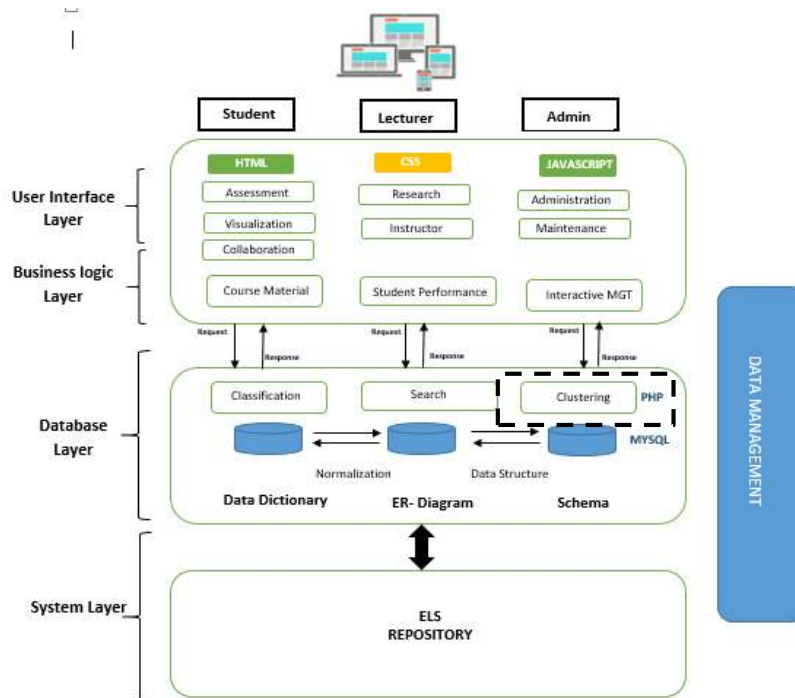 Student
Lecturer
Admin
HTML
CSS
JAVASCRIPT
User Interface
Layer
Assessment
Research
Administration
Visualization
Instructor
Maintenance
Collaboration
Business logic
Layer
Course Material
Student Performance
Interactive MGT
Request
Response
Request
Response
Request
Response
Database
Layer
Classification
Search
Clustering
PHP
MYSQL
Normalization
Data Structure
Data Dictionary
ER- Diagram
Schema
System Layer
ELS
REPOSITORY
DATA MANAGEMENT